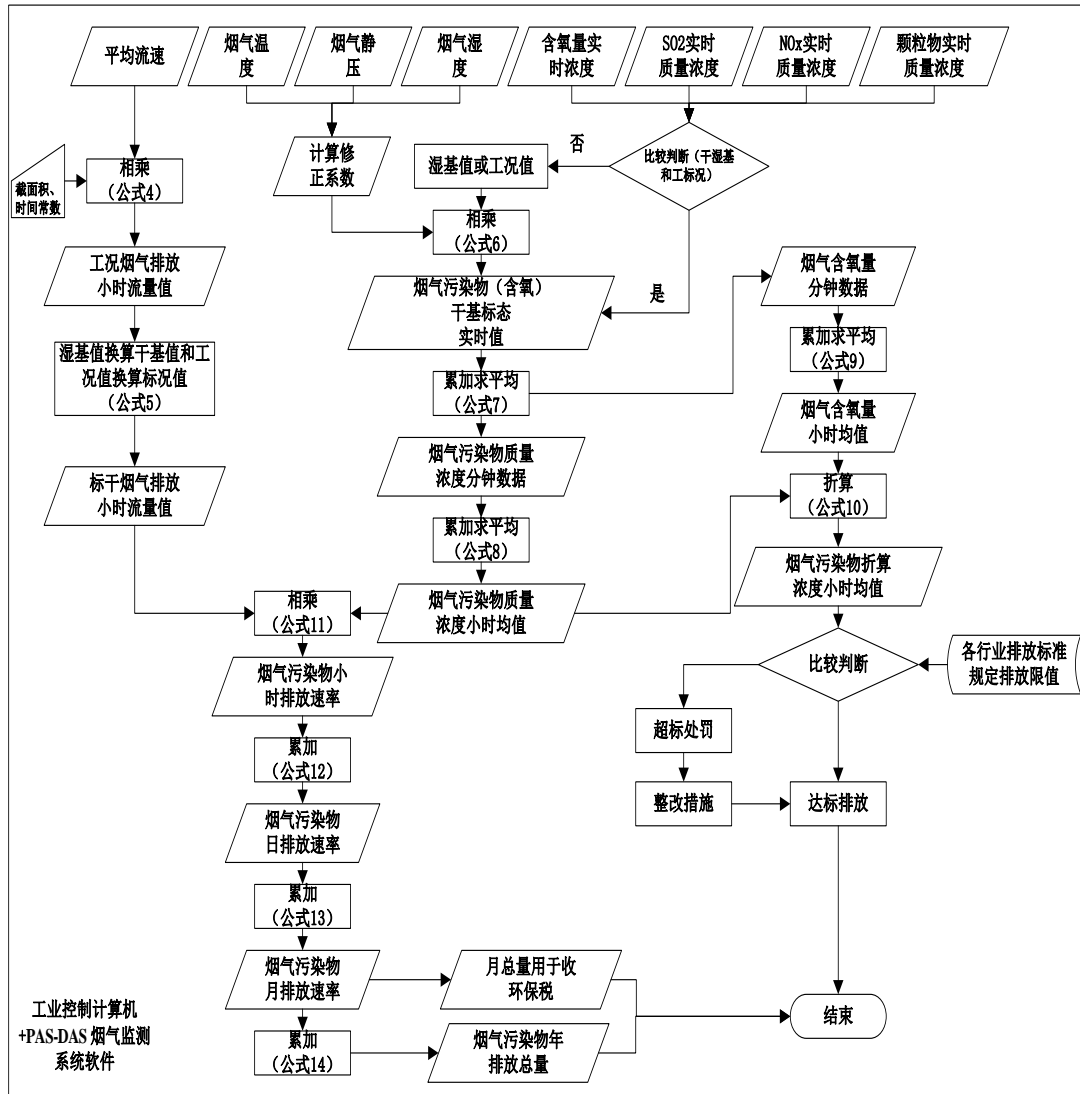 平均流速
烟气温
度
烟气静
压
烟气湿
度
含氧量实
时浓度
SO2实时
质量浓度
NOx实时
质量浓度
颗粒物实时
质量浓度
相乘
（公式4）
截面积、
时间常数
工况烟气排放
小时流量值
湿基值换算干基值和工
况值换算标况值
（公式5）
标干烟气排放
小时流量值
计算修
正系数
湿基值或工况值
否
比较判断（干湿基
和工标况）
是
相乘
（公式6）
烟气污染物（含氧）
干基标态
实时值
累加求平均
（公式7）
烟气污染物质量
浓度分钟数据
累加求平均
（公式8）
烟气污染物质量
浓度小时均值
烟气含氧量
分钟数据
累加求平均
（公式9）
烟气含氧量
小时均值
折算
（公式10）
烟气污染物折算
浓度小时均值
比较判断
各行业排放标准
规定排放限值
超标处罚
整改措施
达标排放
相乘
（公式11）
烟气污染物小
时排放速率
累加
（公式12）
烟气污染物
日排放速率
累加
（公式13）
烟气污染物
月排放速率
月总量用于收
环保税
累加
（公式14）
烟气污染物年
排放总量
结束
工业控制计算机
+PAS-DAS 烟气监测
系统软件